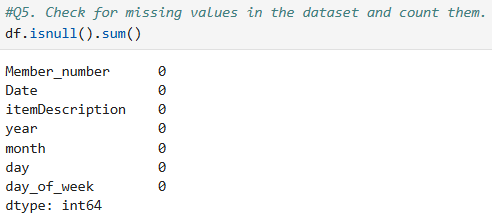 #Q5. Check for missing values in the dataset and count them.
df.isnull().sum()
Member_number 0
Date 0
itemDescription 0
year 0
month 0
day 0
day_of_week 0
dtype: int64